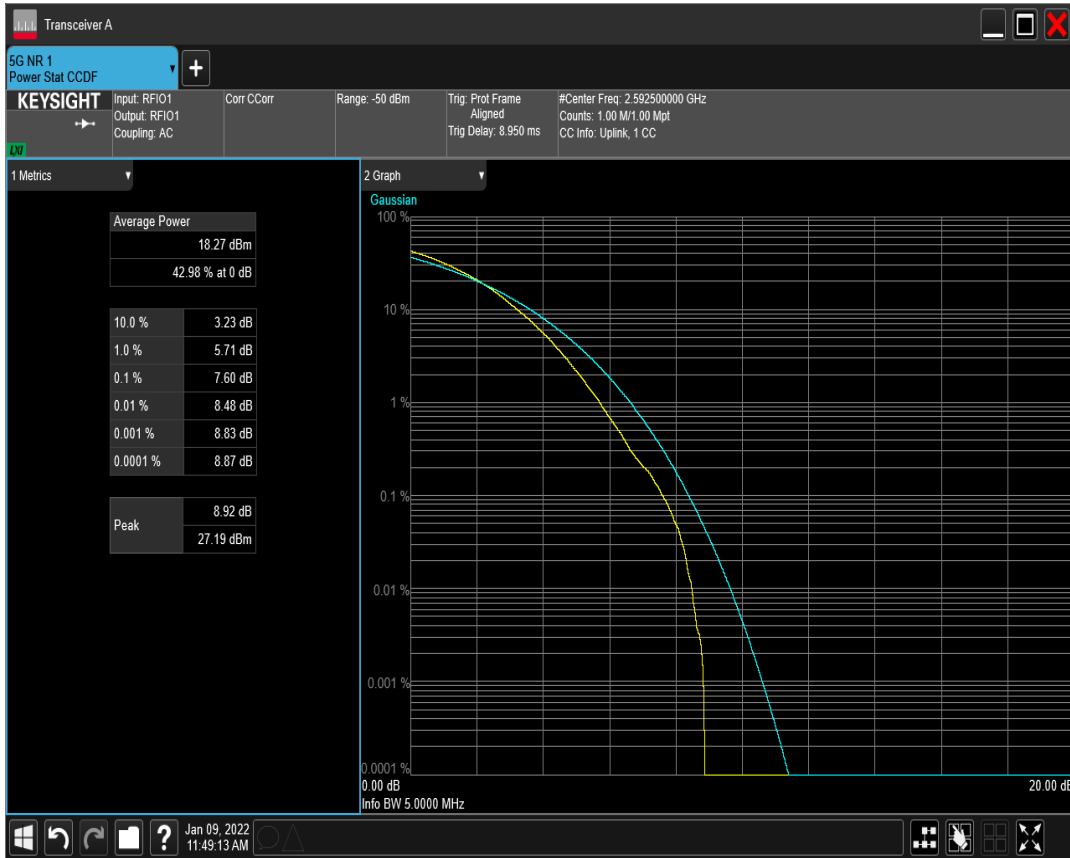 Transceiver A
5G NR 1
Power Stat CCDF
+
KEYSIGHT
LXI
Input: RFIO1
Output: RFIO1
Coupling: AC
Corr CCorr
Range: -50 dBm
Trig: Prot Frame
Aligned
Trig Delay: 8.950 ms
#Center Freq: 2.592500000 GHz
Counts: 1.00 M/1.00 Mpt
CC Info: Uplink, 1 CC
1 Metrics
Average Power
18.27 dBm
42.98 % at 0 dB
10.0 % 3.23 dB
1.0 % 5.71 dB
0.1 % 7.60 dB
0.01 % 8.48 dB
0.001 % 8.83 dB
0.0001 % 8.87 dB
Peak
8.92 dB
27.19 dBm
2 Graph
Gaussian
100 %
10 %
1 %
0.1 %
0.01 %
0.001 %
0.0001 %
0.00 dB 20.00 dB
Info BW 5.0000 MHz
?
Jan 09, 2022
11:49:13 AM